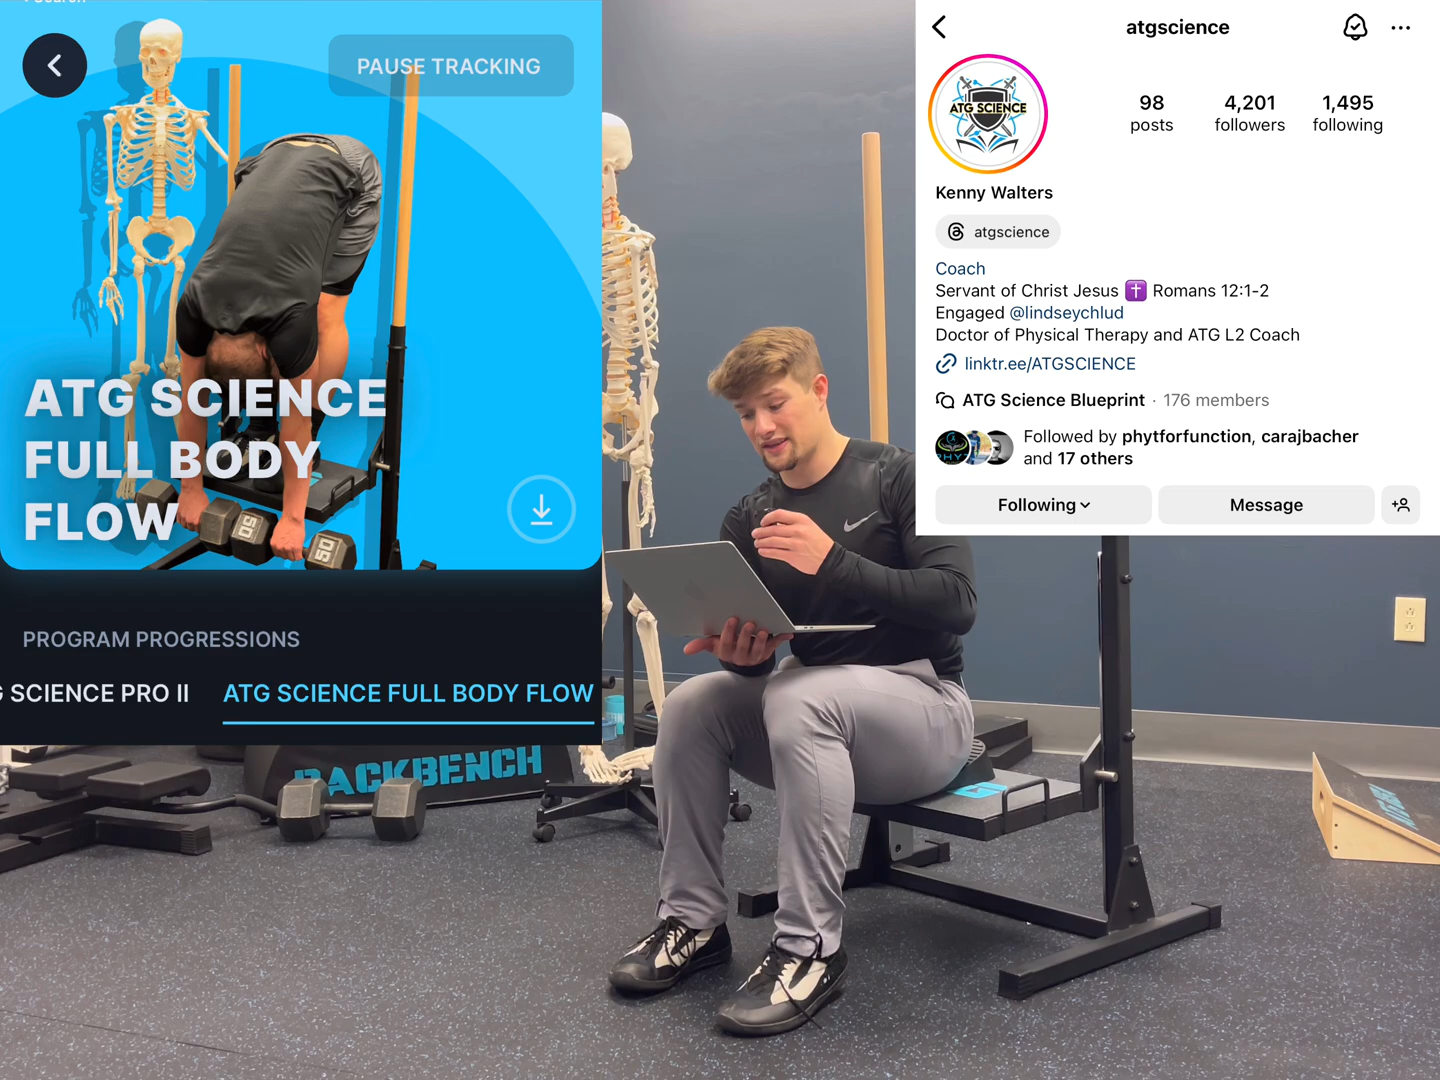 PAUSE TRACKING
ATG SCIENCE
FULL BODY
FLOW
50
50
PROGRAM PROGRESSIONS
SCIENCE PRO II
ATG SCIENCE FULL BODY FLOW
BACKBENCH
atgscience
ATG SCIENCE
98
posts
4,201
followers
1,495
following
Kenny Walters
atgscience
Coach
Servant of Christ Jesus ✝️ Romans 12:1-2
Engaged @lindseychlud
Doctor of Physical Therapy and ATG L2 Coach
linktr.ee/ATGSCIENCE
ATG Science Blueprint · 176 members
Followed by phytforfunction, carajbacher
and 17 others
Following
Message